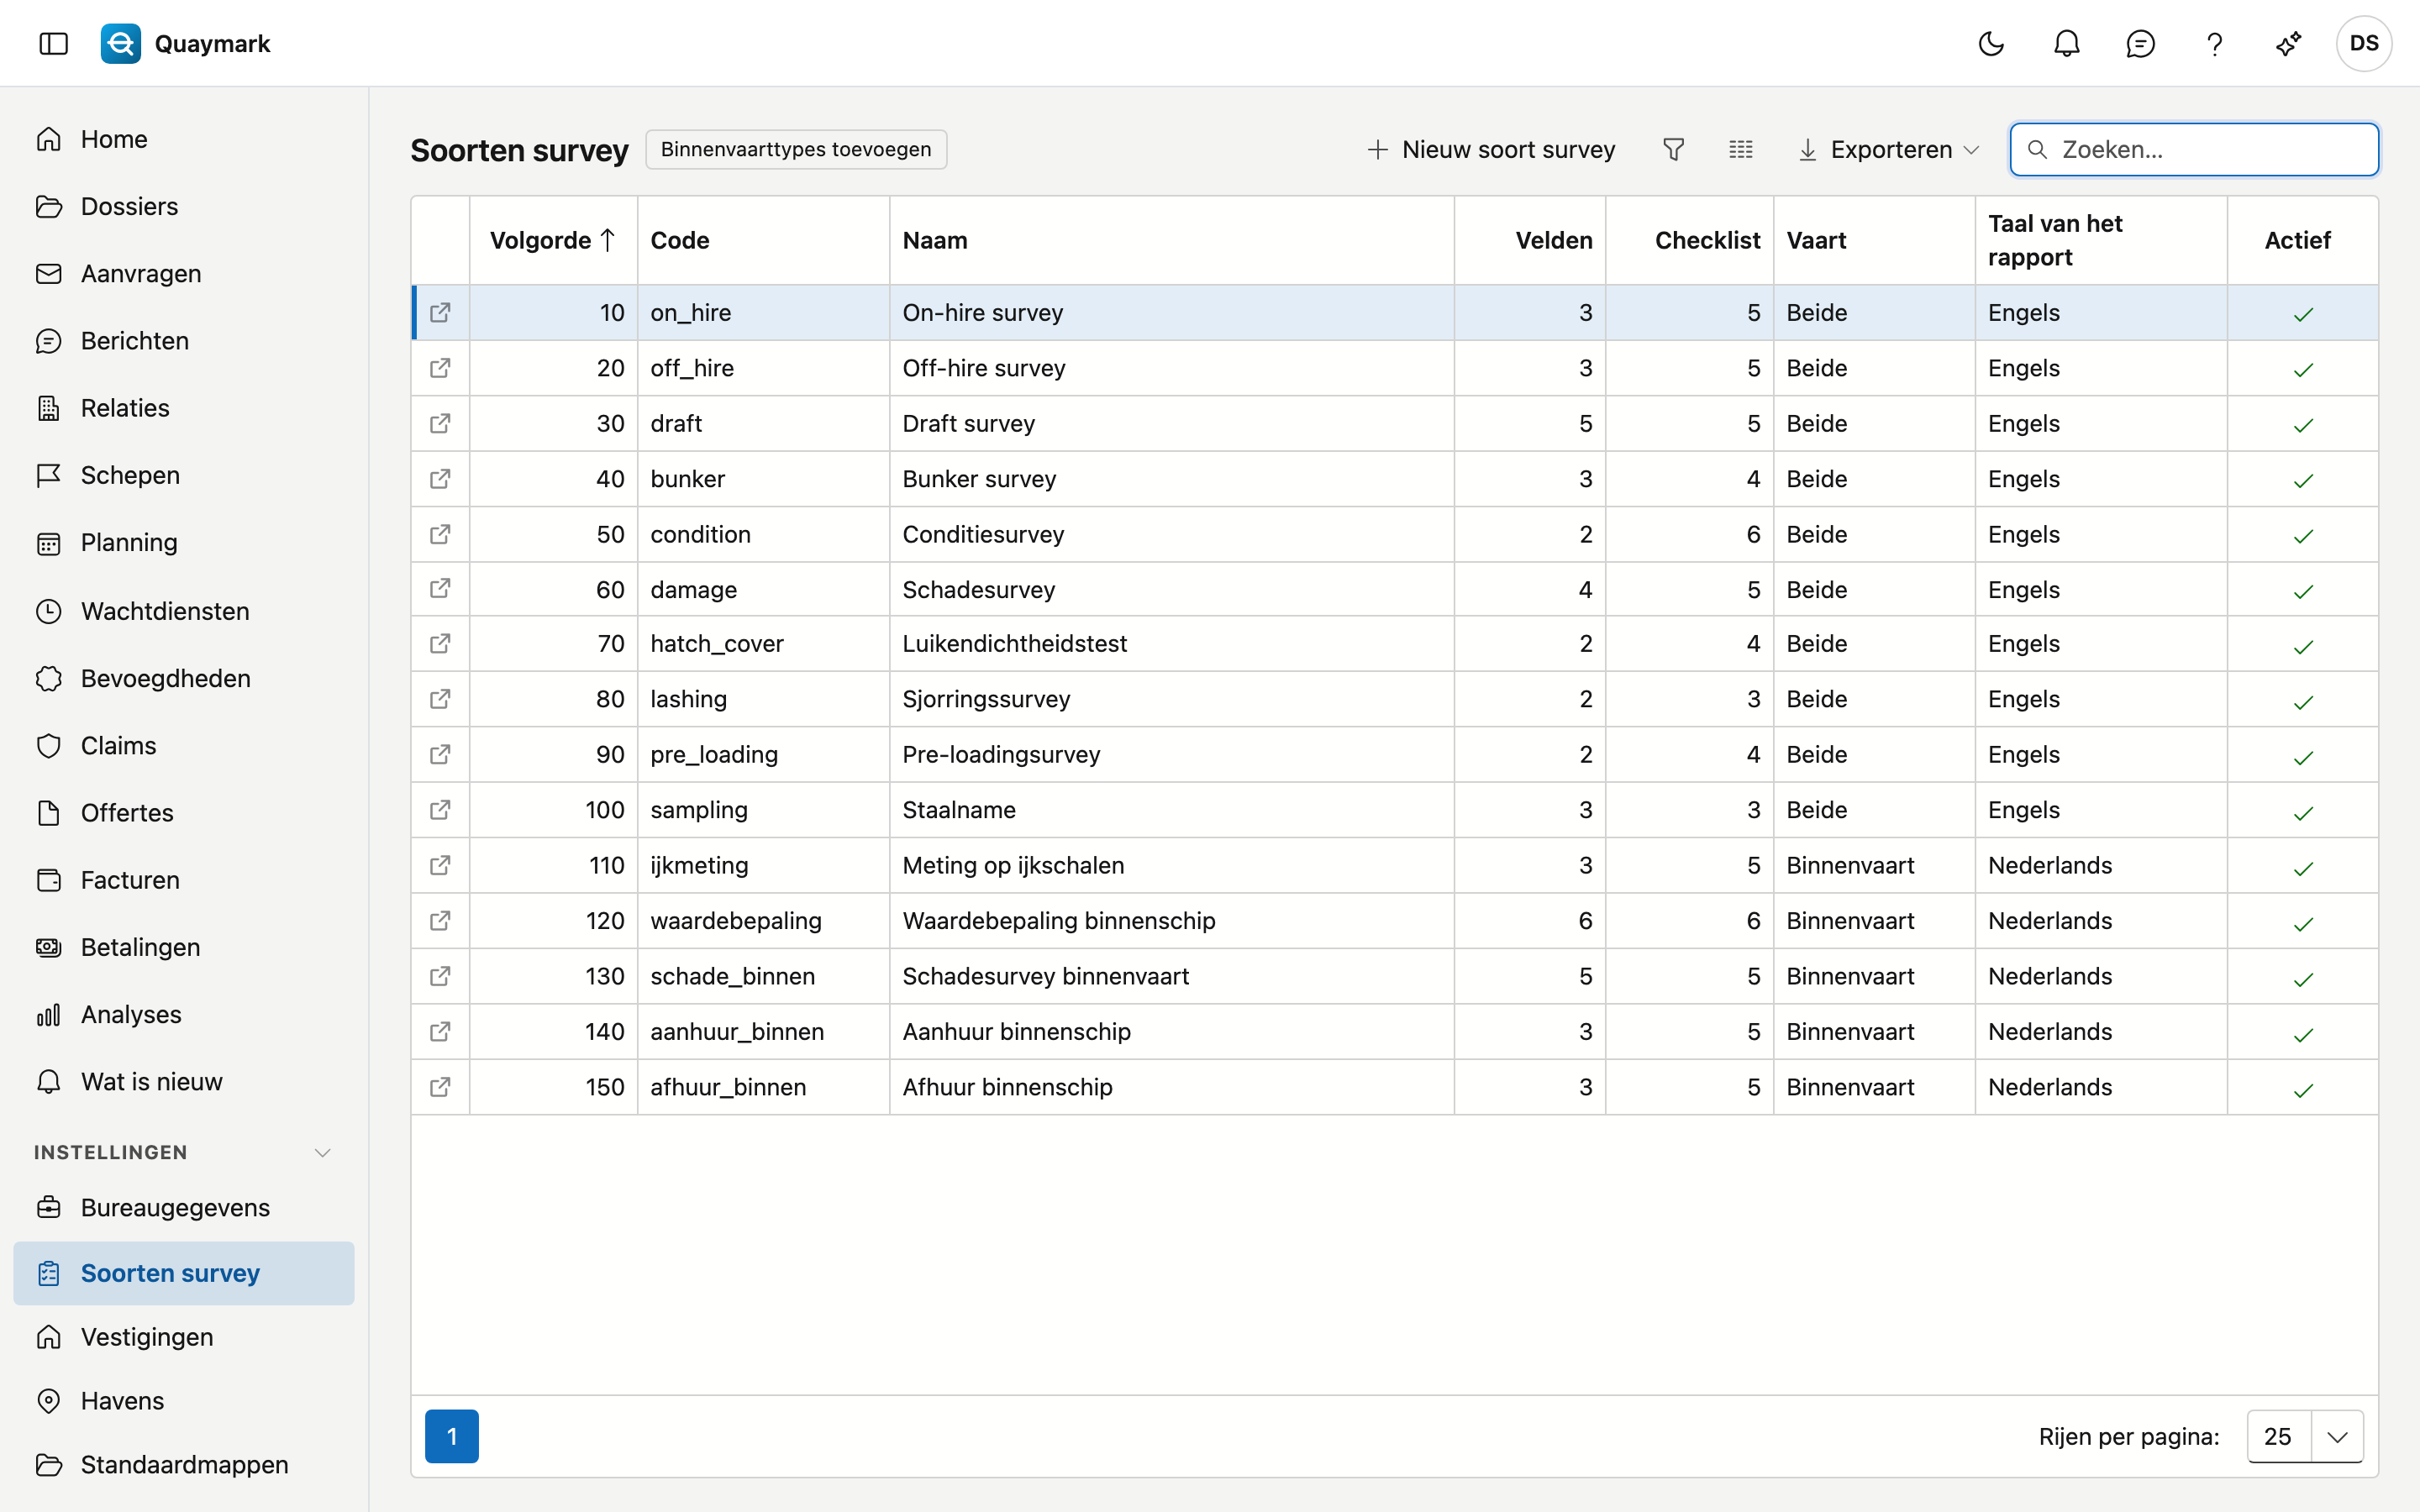 Quaymark
DS
Home
Dossiers
Aanvragen
Berichten
Relaties
Schepen
Planning
Wachtdiensten
Bevoegdheden
Claims
Offertes
Facturen
Betalingen
Analyses
Wat is nieuw
INSTELLINGEN
Bureaugegevens
Soorten survey
Vestigingen
Havens
Standaardmappen
Soorten survey Binnenvaarttypes toevoegen Nieuw soort survey Exporteren Zoeken...
Volgorde Code Naam Velden Checklist Vaart Taal van het rapport Actief
10 on_hire On-hire survey 3 5 Beide Engels
20 off_hire Off-hire survey 3 5 Beide Engels
30 draft Draft survey 5 5 Beide Engels
40 bunker Bunker survey 3 4 Beide Engels
50 condition Conditiesurvey 2 6 Beide Engels
60 damage Schadesurvey 4 5 Beide Engels
70 hatch_cover Luikendichtheidstest 2 4 Beide Engels
80 lashing Sjorringssurvey 2 3 Beide Engels
90 pre_loading Pre-loadingsurvey 2 4 Beide Engels
100 sampling Staalname 3 3 Beide Engels
110 ijkmeting Meting op ijkschalen 3 5 Binnenvaart Nederlands
120 waardebepaling Waardebepaling binnenschip 6 6 Binnenvaart Nederlands
130 schade_binnen Schadesurvey binnenvaart 5 5 Binnenvaart Nederlands
140 aanhuur_binnen Aanhuur binnenschip 3 5 Binnenvaart Nederlands
150 afhuur_binnen Afhuur binnenschip 3 5 Binnenvaart Nederlands
1 Rijen per pagina: 25